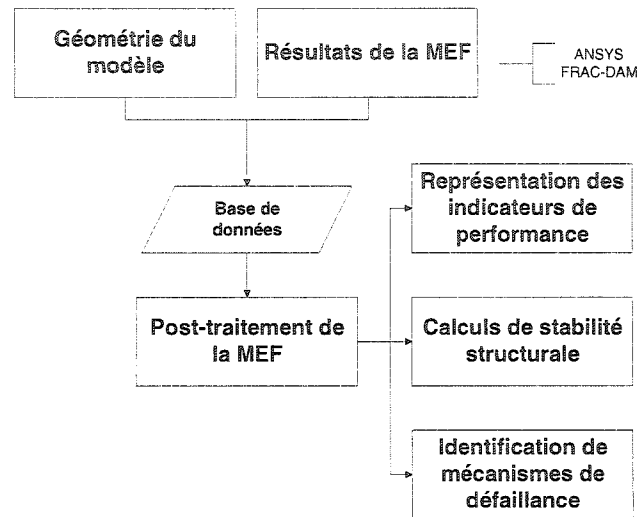 Géométrie du
modèle
Résultats de la MEF
ANSYS
FRAC-DAM
Base de
données
Représentation des
indicateurs de
performance
Post-traitement de
la MEF
Calculs de stabilité
structurale
Identification de
mécanismes de
défaillance